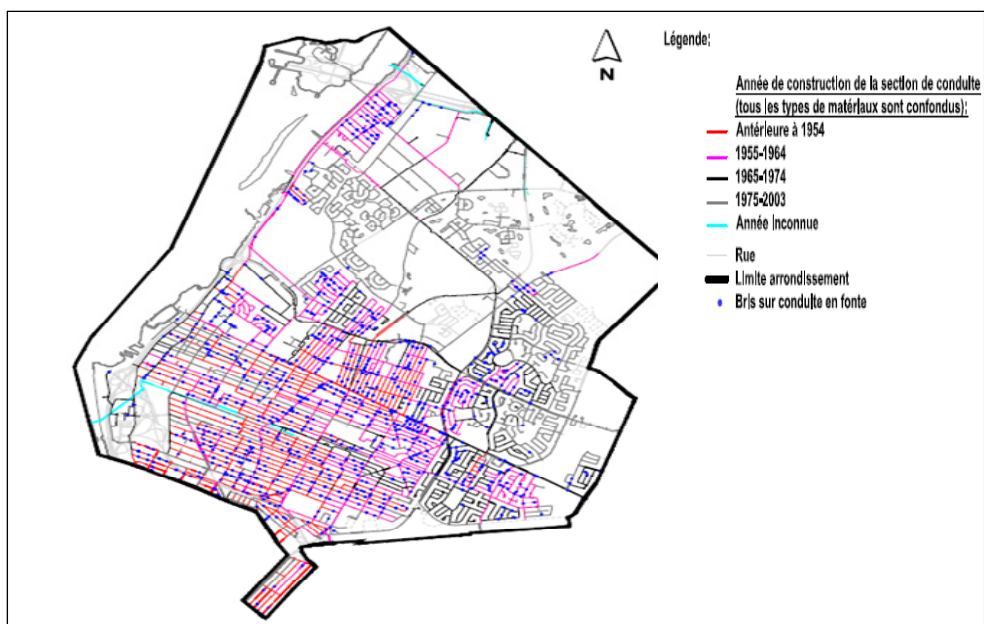 N
Légende:
Année de construction de la section de conduite
(tous les types de matériaux sont confondus):
Antérieure à 1954
1955-1964
1965-1974
1975-2003
Année Inconnue
Rue
Limite arrondissement
Bris sur conduite en fonte